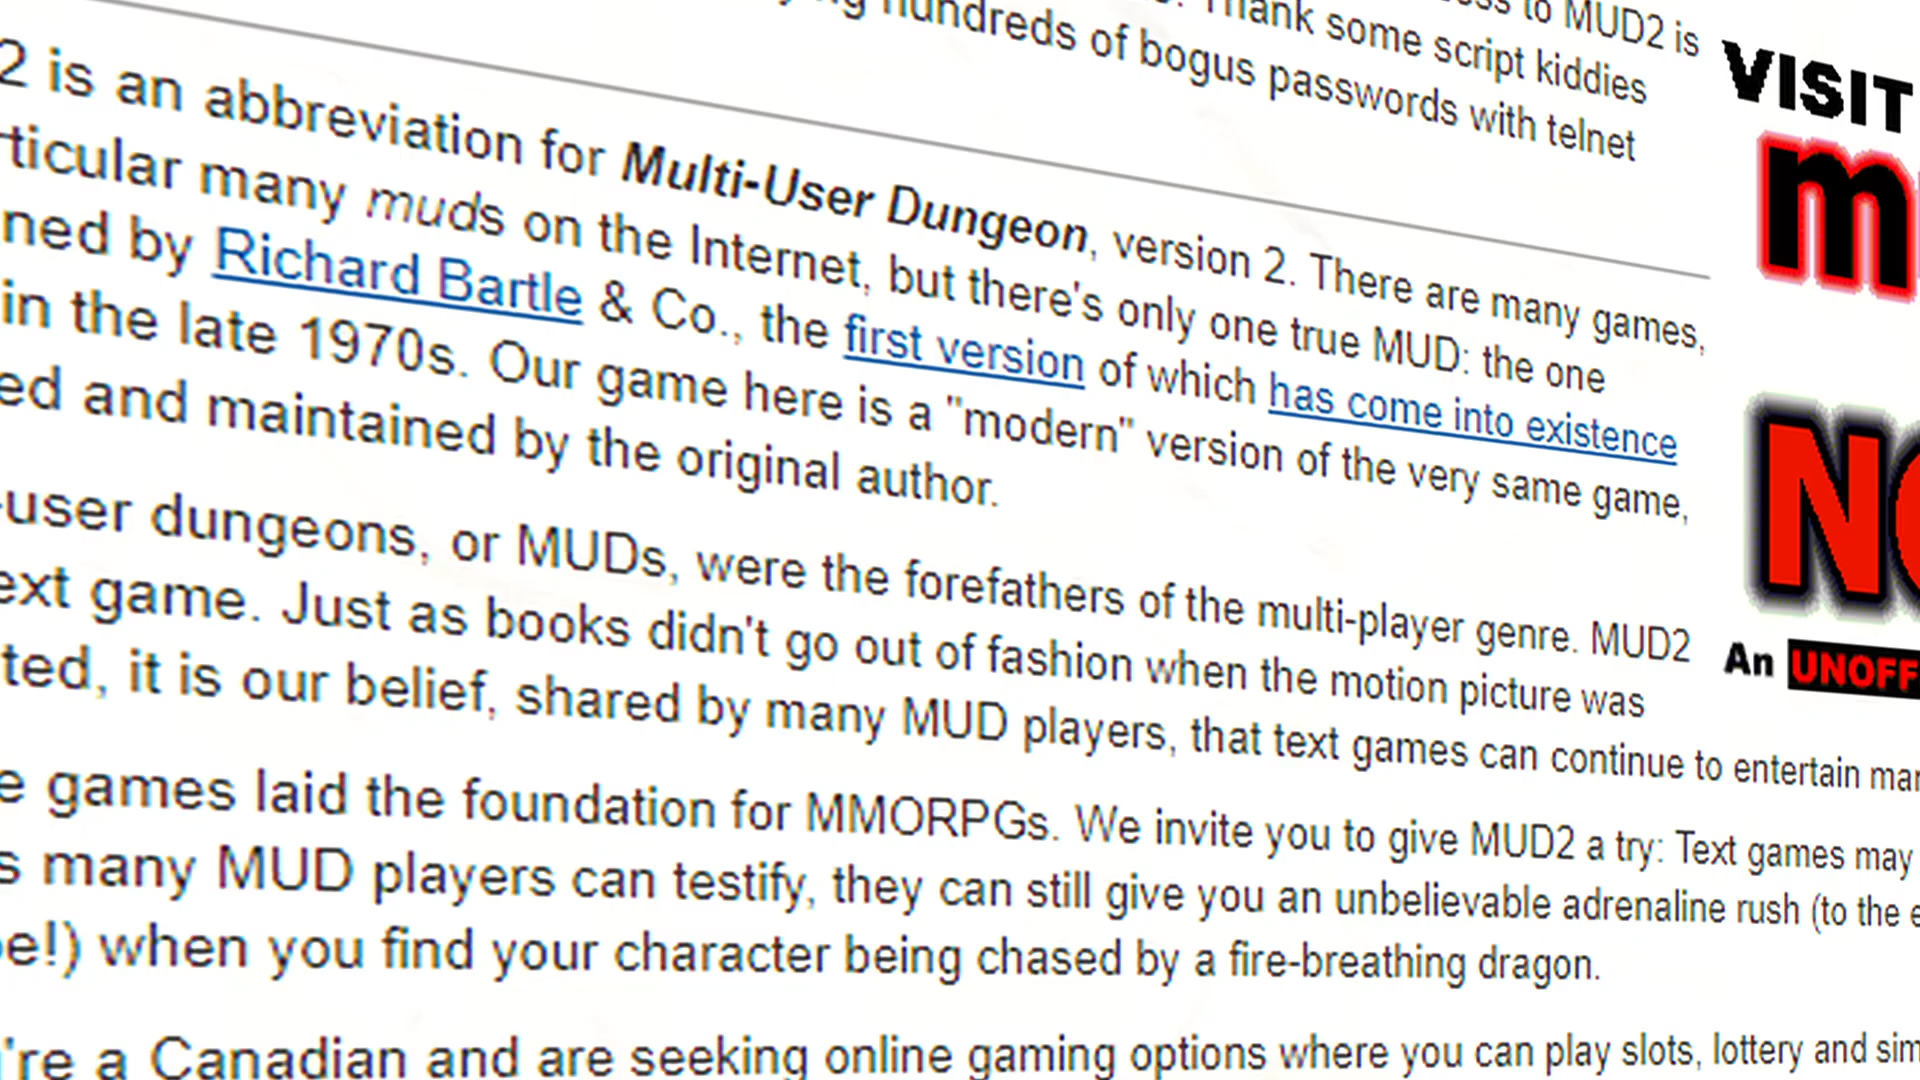 to MUD2 is
Thank some script kiddies
hundreds of bogus passwords with telnet
2 is an abbreviation for Multi-User Dungeon, version 2. There are many games,
rticular many muds on the Internet, but there's only one true MUD: the one
ned by Richard Bartle & Co., the first version of which has come into existence
in the late 1970s. Our game here is a "modern" version of the very same game,
ed and maintained by the original author.
-user dungeons, or MUDs, were the forefathers of the multi-player genre. MUD2
ext game. Just as books didn't go out of fashion when the motion picture was
ted, it is our belief, shared by many MUD players, that text games can continue to entertain
e games laid the foundation for MMORPGs. We invite you to give MUD2 a try: Text games may
s many MUD players can testify, they can still give you an unbelievable adrenaline rush (to the
e!) when you find your character being chased by a fire-breathing dragon.
're a Canadian and are seeking online gaming options where you can play slots, lottery and
VISIT
m
N
An UNOFF